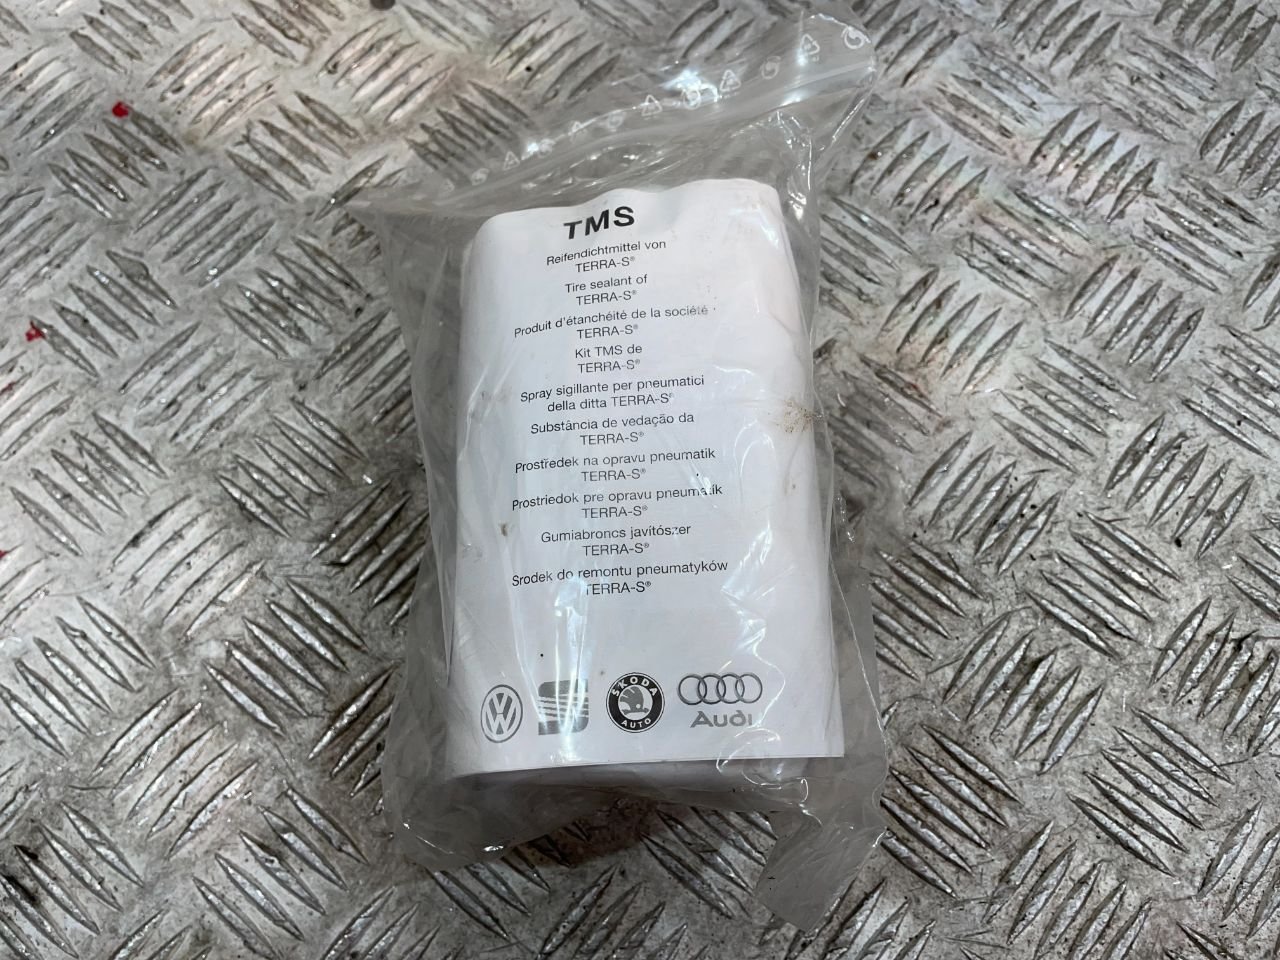 TMS
Reifendichtmittel von
TERRA-S®
Tire sealant of
TERRA-S®
Produit d'étanchéité de la société
TERRA-S®
Kit TMS de
TERRA-S®
Spray sigillante per pneumatici
della ditta TERRA-S®
Substância de vedação da
TERRA-S®
Prostředek na opravu pneumatik
TERRA-S®
Prostriedok pre opravu pneumatík
TERRA-S®
Gumiabroncs javítószer
TERRA-S®
Srodek do remontu pneumatyków
TERRA-S®
VW
S
ŠKODA
AUTO
Audi